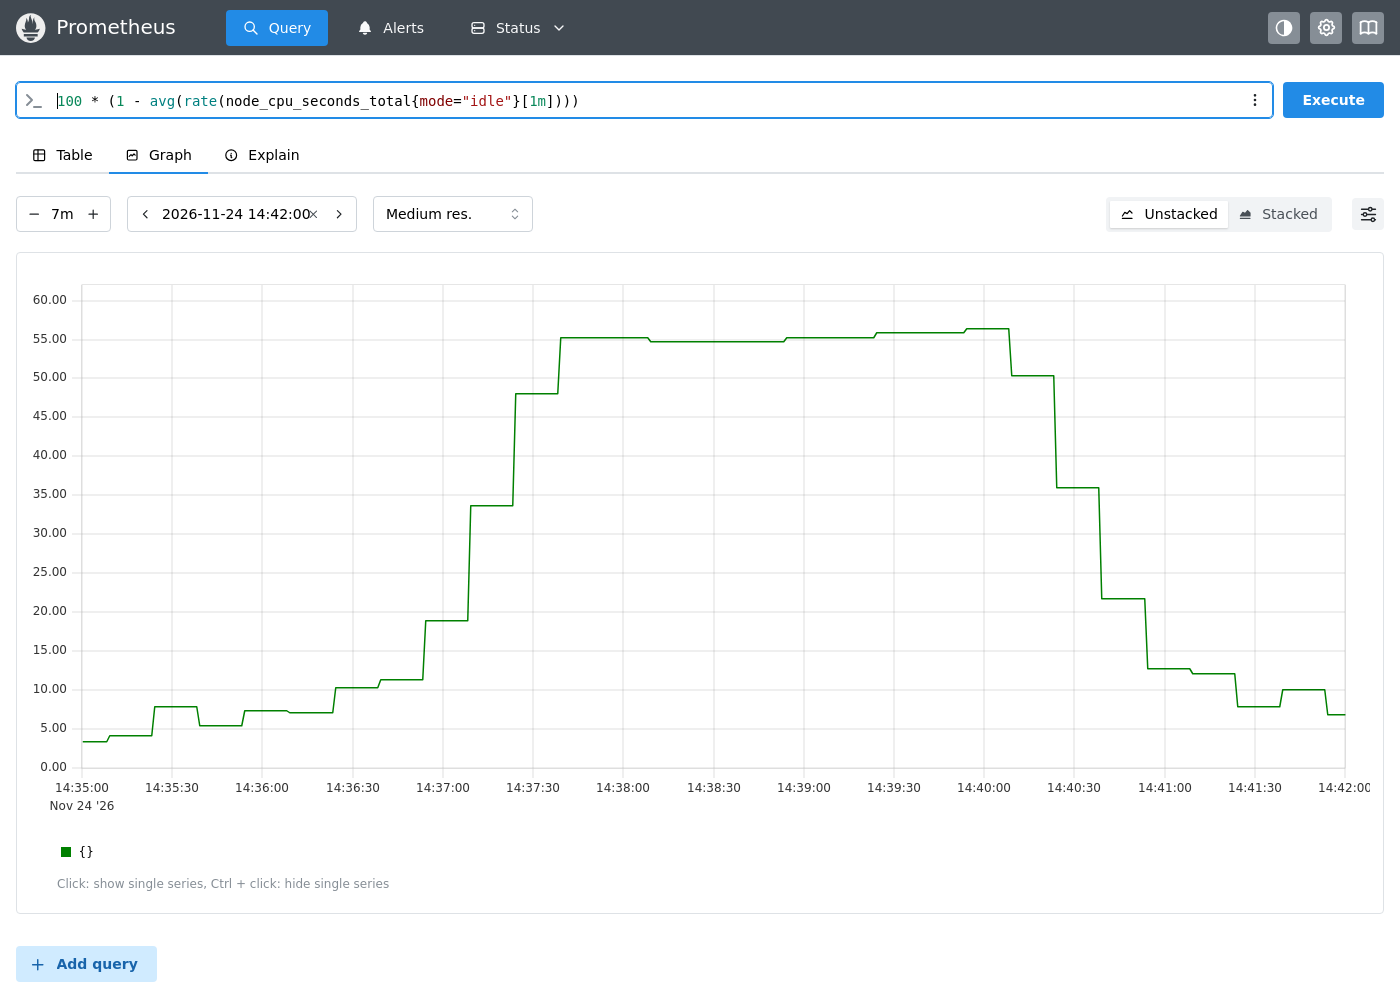 Prometheus Query Alerts Status
100 * (1 - avg(rate(node_cpu_seconds_total{mode="idle"}[1m])))
Execute
Table Graph Explain
7m 2026-11-24 14:42:00 Medium res. Unstacked Stacked
60.00
55.00
50.00
45.00
40.00
35.00
30.00
25.00
20.00
15.00
10.00
5.00
0.00
14:35:00 14:35:30 14:36:00 14:36:30 14:37:00 14:37:30 14:38:00 14:38:30 14:39:00 14:39:30 14:40:00 14:40:30 14:41:00 14:41:30 14:42:00
Nov 24 '26
{}
Click: show single series, Ctrl + click: hide single series
Add query